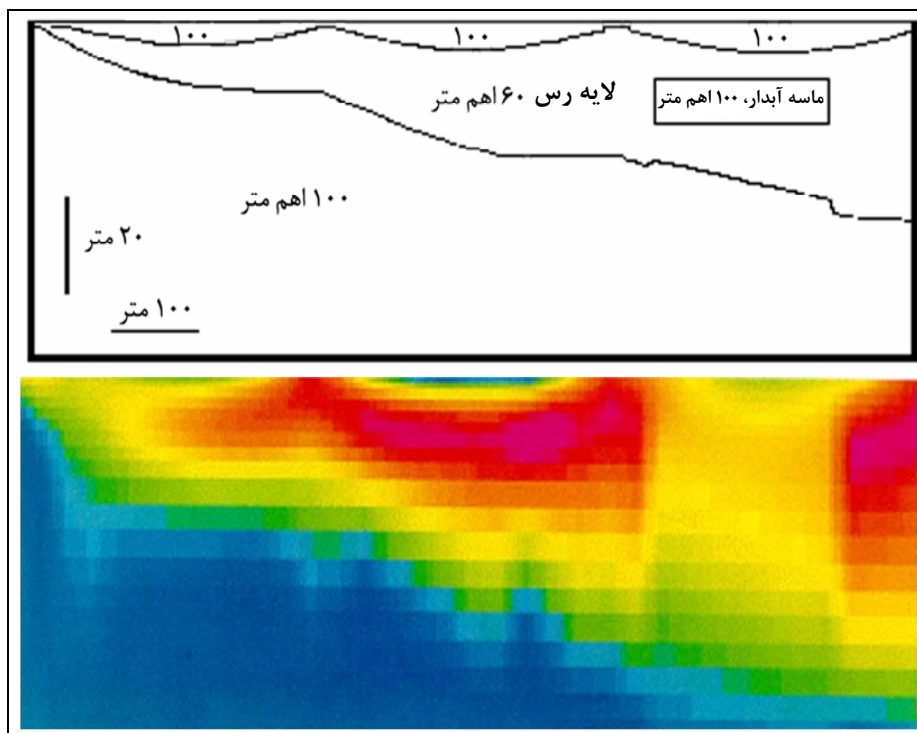 ۱۰۰ ۱۰۰ ۱۰۰
لایه رس ۶۰ اهم متر
ماسه آبدار، ۱۰۰ اهم متر
۱۰۰ اهم متر
۲۰ متر
۱۰۰ متر